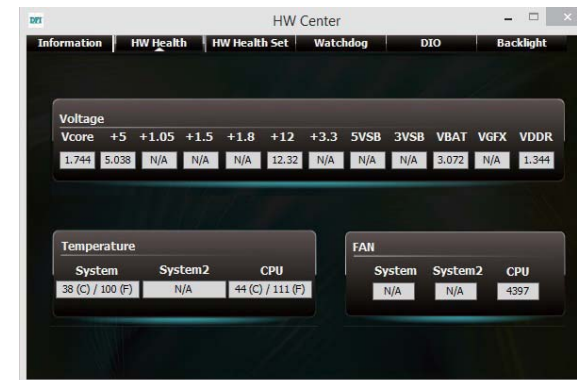 DFI HW Center
Information HW Health HW Health Set Watchdog DIO Backlight
Voltage
Vcore +5 +1.05 +1.5 +1.8 +12 +3.3 5VSB 3VSB VBAT VGFX VDDR
1.744 5.038 N/A N/A N/A 12.32 N/A N/A N/A 3.072 N/A 1.344
Temperature
System System2 CPU
38 (C) / 100 (F) N/A 44 (C) / 111 (F)
FAN
System System2 CPU
N/A N/A 4397